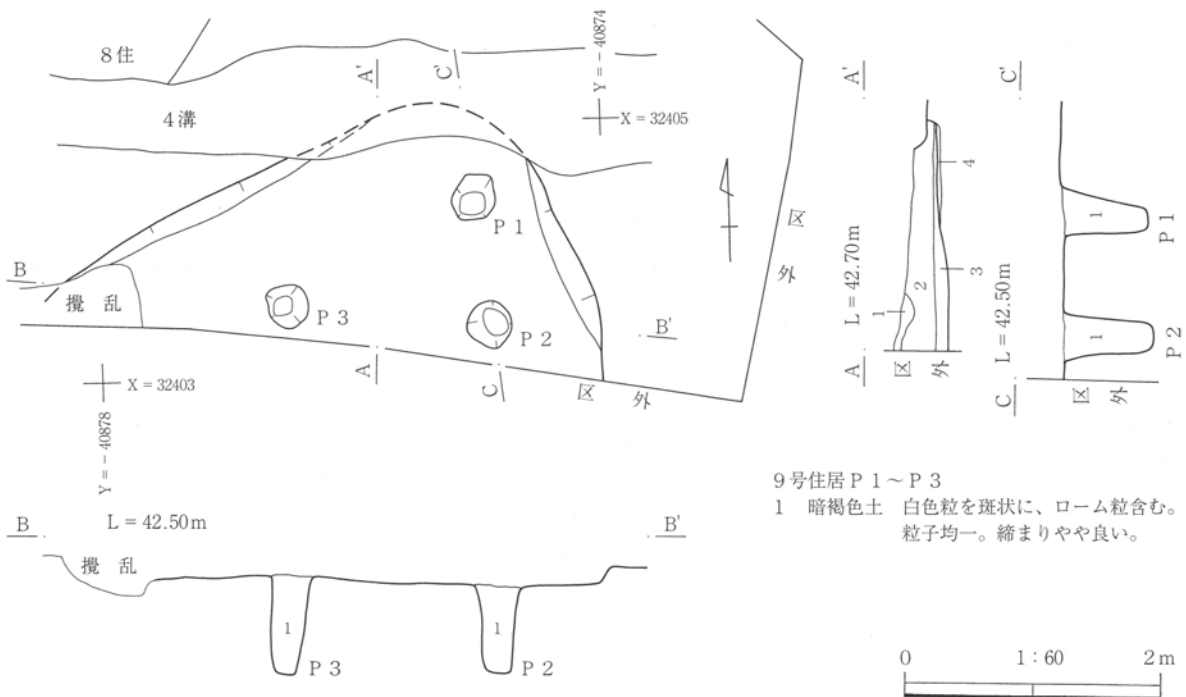 8住
A'
C'
Y=-40874
X=32405
4溝
P 1
区
外
B
攪 乱
P 3
P 2
B'
A
C
区
外
X=32403
Y=-40878
A'
C'
4
L=42.70m
2
3
1
A
区
外
1
P 1
L=42.50m
1
P 2
C
区
外
9号住居P 1～P 3
1 暗褐色土 白色粒を斑状に、ローム粒含む。
粒子均一。締まりやや良い。
B
L=42.50m
B'
攪 乱
1
P 3
1
P 2
0
1:60
2m